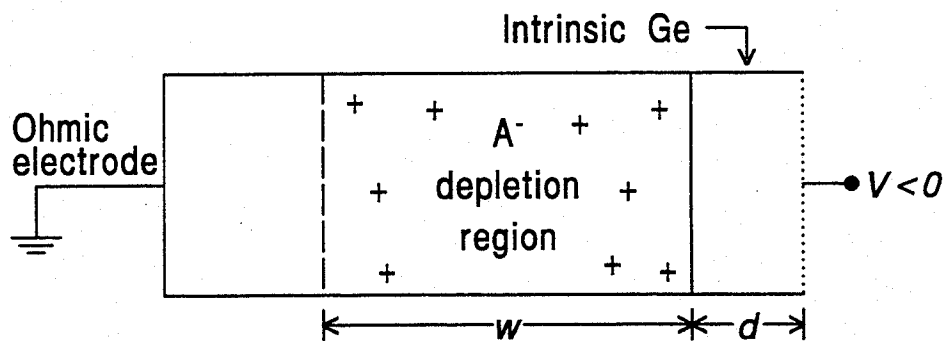 Intrinsic Ge
Ohmic
electrode
A⁻
depletion
region
V<0
w
d